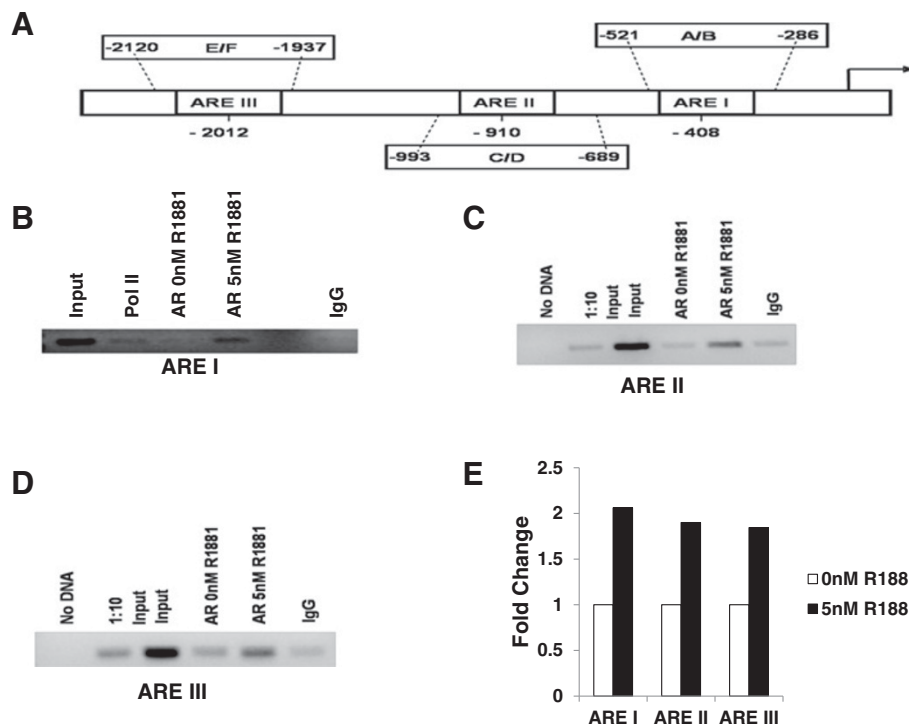 A
-2120 E/F -1937
-521 A/B -286
ARE III
ARE II
ARE I
- 2012
- 910
- 408
-993 C/D -689
B
Input
Pol II
AR 0nM R1881
AR 5nM R1881
IgG
ARE I
C
No DNA
1:10
Input
Input
AR 0nM R1881
AR 5nM R1881
IgG
ARE II
D
No DNA
1:10
Input
Input
AR 0nM R1881
AR 5nM R1881
IgG
ARE III
E
Fold Change
2.5
2
1.5
1
0.5
0
ARE I ARE II ARE III
0nM R188
5nM R188